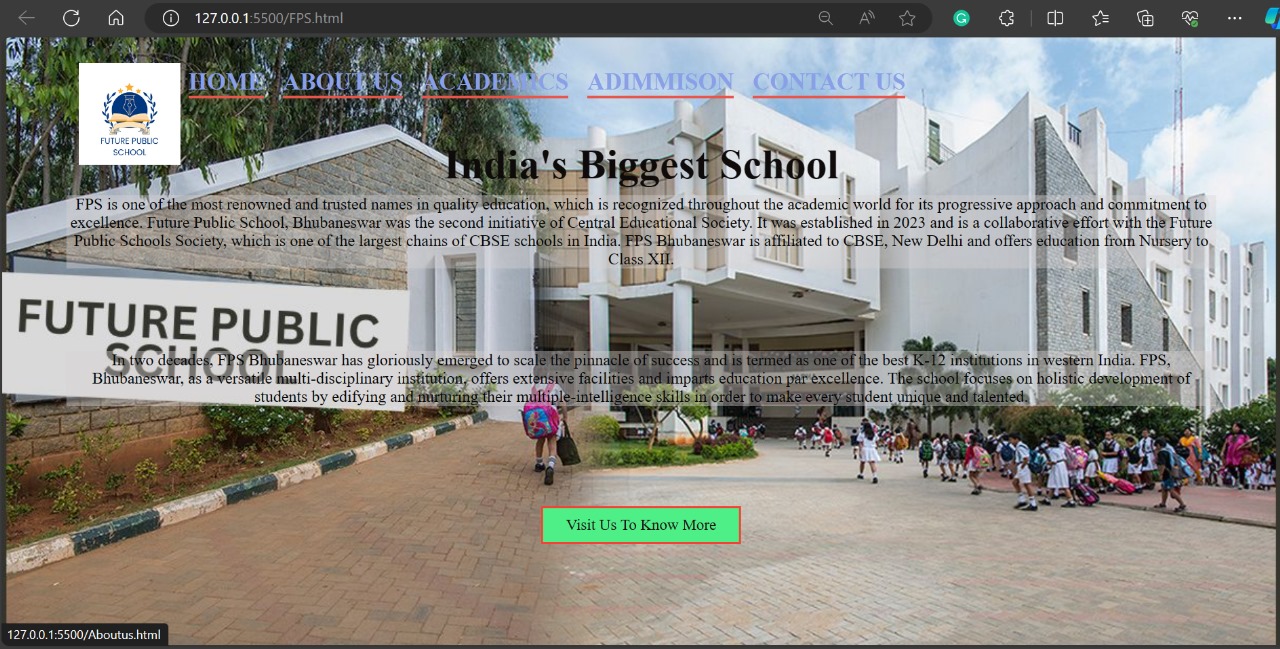 127.0.0.1:5500/FPS.html
HOME ABOUT US ACADEMICS ADIMMISON CONTACT US
FUTURE PUBLIC
SCHOOL
India's Biggest School
FPS is one of the most renowned and trusted names in quality education, which is recognized throughout the academic world for its progressive approach and commitment to
excellence. Future Public School, Bhubaneswar was the second initiative of Central Educational Society. It was established in 2023 and is a collaborative effort with the Future
Public Schools Society, which is one of the largest chains of CBSE schools in India. FPS Bhubaneswar is affiliated to CBSE, New Delhi and offers education from Nursery to
Class XII.
FUTURE PUBLIC
SCHOOL
In two decades, FPS Bhubaneswar has gloriously emerged to scale the pinnacle of success and is termed as one of the best K-12 institutions in western India. FPS,
Bhubaneswar, as a versatile multi-disciplinary institution, offers extensive facilities and imparts education par excellence. The school focuses on holistic development of
students by edifying and nurturing their multiple-intelligence skills in order to make every student unique and talented.
Visit Us To Know More
127.0.0.1:5500/Aboutus.html